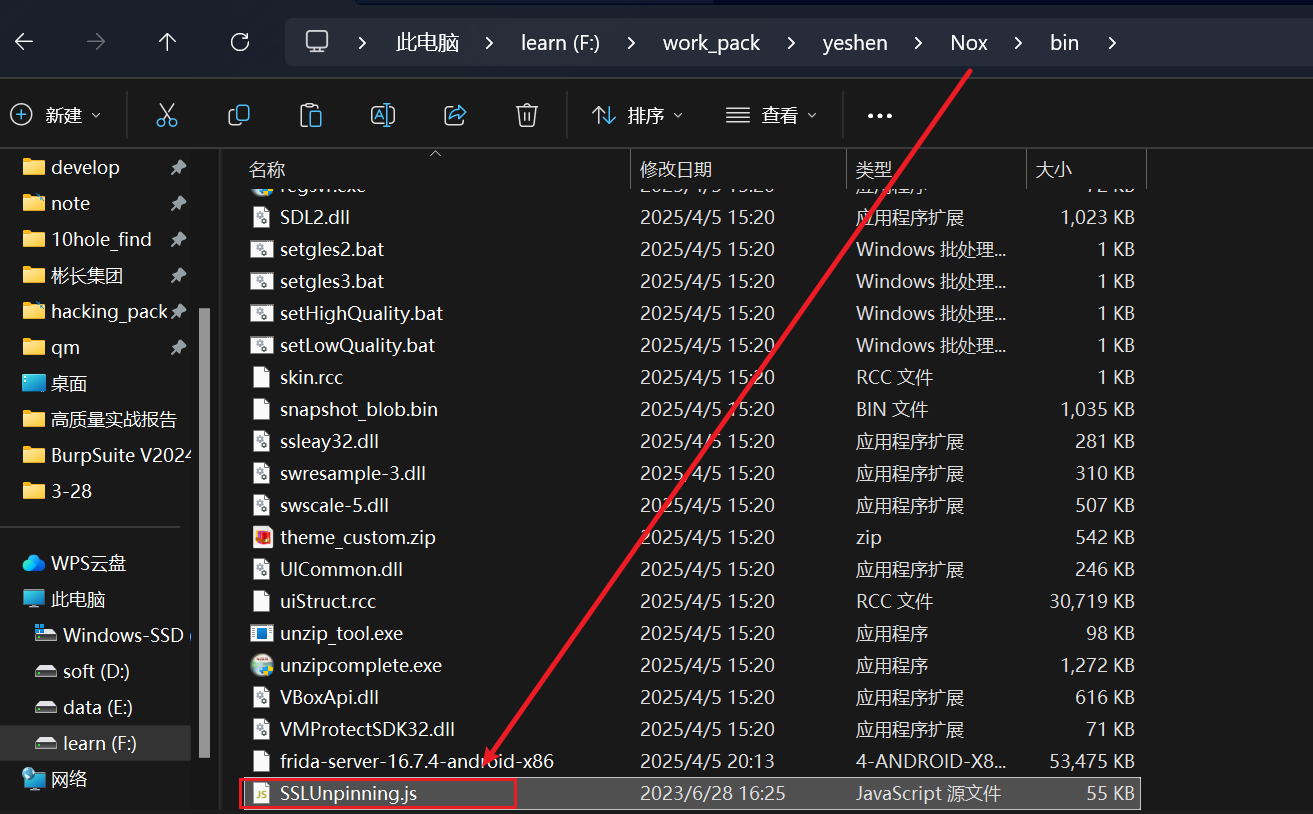 此电脑 learn (F:) work_pack yeshen Nox bin
新建 排序 查看
develop
note
10hole_find
彬长集团
hacking_pack
qm
桌面
高质量实战报告
BurpSuite V2024
3-28
WPS云盘
此电脑
Windows-SSD (
soft (D:)
data (E:)
learn (F:)
网络
名称 修改日期 类型 大小
SDL2.dll 2025/4/5 15:20 应用程序扩展 1,023 KB
setgles2.bat 2025/4/5 15:20 Windows 批处理... 1 KB
setgles3.bat 2025/4/5 15:20 Windows 批处理... 1 KB
setHighQuality.bat 2025/4/5 15:20 Windows 批处理... 1 KB
setLowQuality.bat 2025/4/5 15:20 Windows 批处理... 1 KB
skin.rcc 2025/4/5 15:20 RCC 文件 1 KB
snapshot_blob.bin 2025/4/5 15:20 BIN 文件 1,035 KB
ssleay32.dll 2025/4/5 15:20 应用程序扩展 281 KB
swresample-3.dll 2025/4/5 15:20 应用程序扩展 310 KB
swscale-5.dll 2025/4/5 15:20 应用程序扩展 507 KB
theme_custom.zip 2025/4/5 15:20 zip 542 KB
UICommon.dll 2025/4/5 15:20 应用程序扩展 246 KB
uiStruct.rcc 2025/4/5 15:20 RCC 文件 30,719 KB
unzip_tool.exe 2025/4/5 15:20 应用程序 98 KB
unzipcomplete.exe 2025/4/5 15:20 应用程序 1,272 KB
VBoxApi.dll 2025/4/5 15:20 应用程序扩展 616 KB
VMProtectSDK32.dll 2025/4/5 15:20 应用程序扩展 71 KB
frida-server-16.7.4-android-x86 2025/4/5 20:13 4-ANDROID-X8... 53,475 KB
SSLUnpinning.js 2023/6/28 16:25 JavaScript 源文件 55 KB